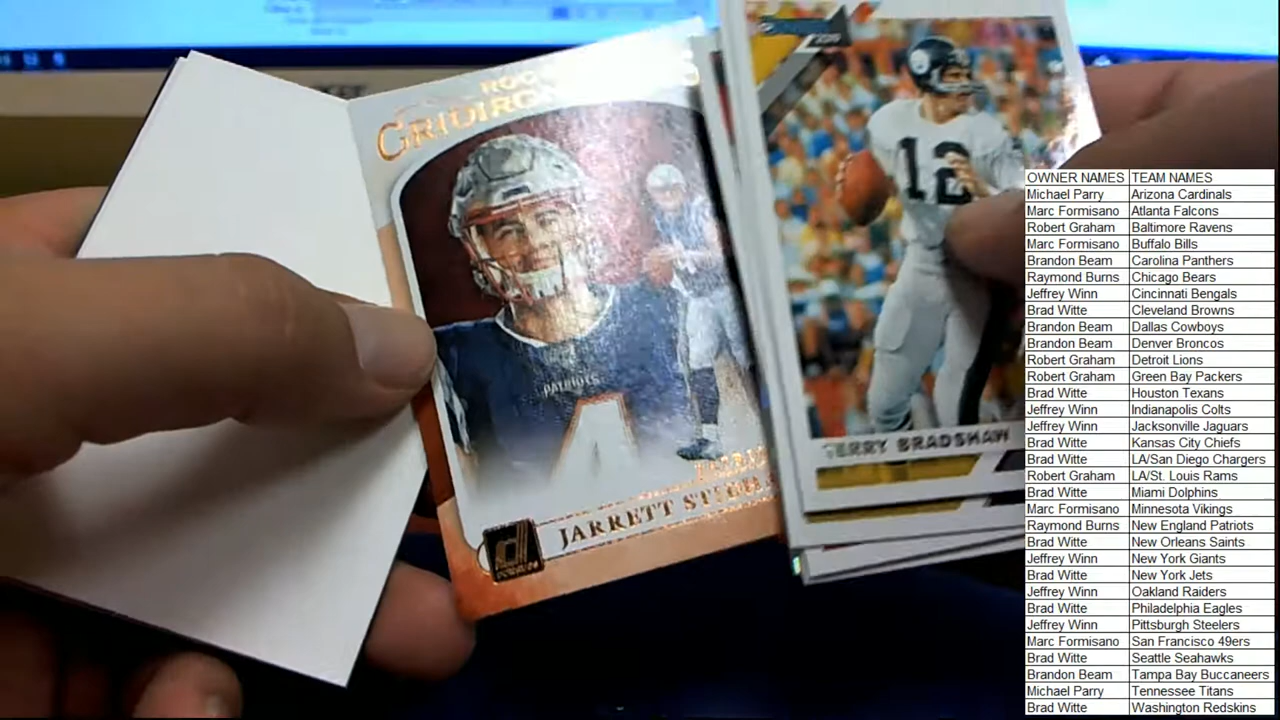 GRIDIRON
PATRIOTS
4
JARRETT
12
TERRY BRADSHAW
OWNER NAMES TEAM NAMES
Michael Parry Arizona Cardinals
Marc Formisano Atlanta Falcons
Robert Graham Baltimore Ravens
Marc Formisano Buffalo Bills
Brandon Beam Carolina Panthers
Raymond Burns Chicago Bears
Jeffrey Winn Cincinnati Bengals
Brad Witte Cleveland Browns
Brandon Beam Dallas Cowboys
Brandon Beam Denver Broncos
Robert Graham Detroit Lions
Robert Graham Green Bay Packers
Brad Witte Houston Texans
Jeffrey Winn Indianapolis Colts
Jeffrey Winn Jacksonville Jaguars
Brad Witte Kansas City Chiefs
Brad Witte LA/San Diego Chargers
Robert Graham LA/St. Louis Rams
Brad Witte Miami Dolphins
Marc Formisano Minnesota Vikings
Raymond Burns New England Patriots
Brad Witte New Orleans Saints
Jeffrey Winn New York Giants
Brad Witte New York Jets
Jeffrey Winn Oakland Raiders
Brad Witte Philadelphia Eagles
Jeffrey Winn Pittsburgh Steelers
Marc Formisano San Francisco 49ers
Brad Witte Seattle Seahawks
Brandon Beam Tampa Bay Buccaneers
Michael Parry Tennessee Titans
Brad Witte Washington Redskins